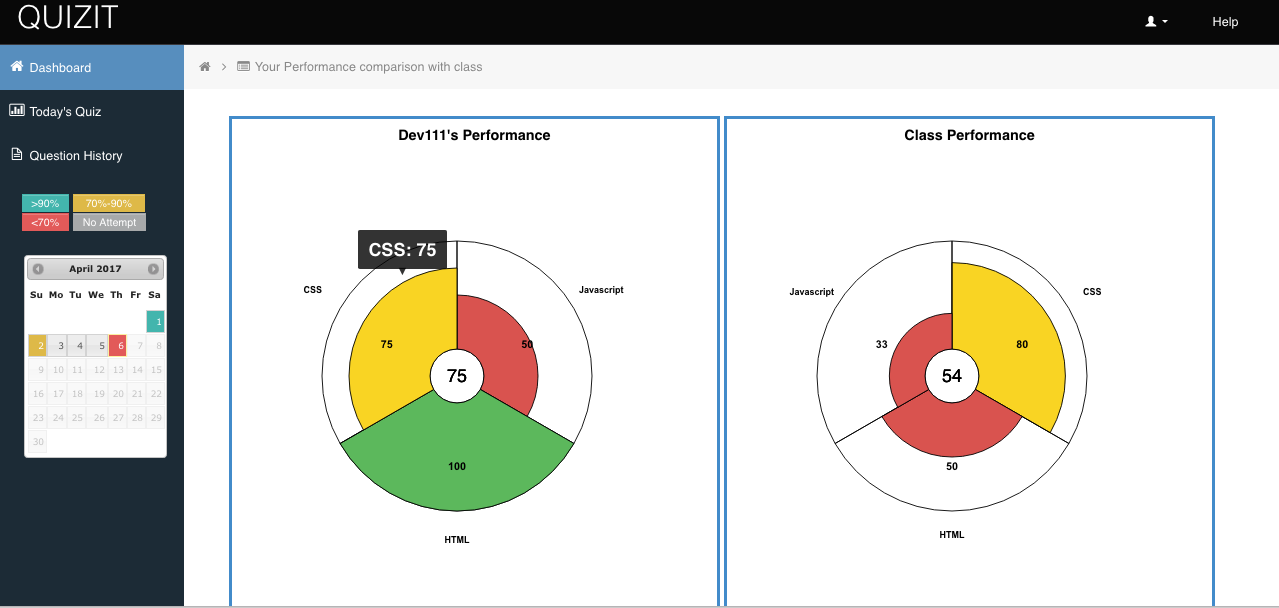 QUIZIT
Help
Dashboard
Your Performance comparison with class
Today's Quiz
Question History
>90% 70%-90%
<70% No Attempt
April 2017
Su Mo Tu We Th Fr Sa
1
2 3 4 5 6 7 8
9 10 11 12 13 14 15
16 17 18 19 20 21 22
23 24 25 26 27 28 29
30
Dev111's Performance
CSS: 75
CSS
Javascript
75
50
75
100
HTML
Class Performance
Javascript
CSS
33
80
54
50
HTML